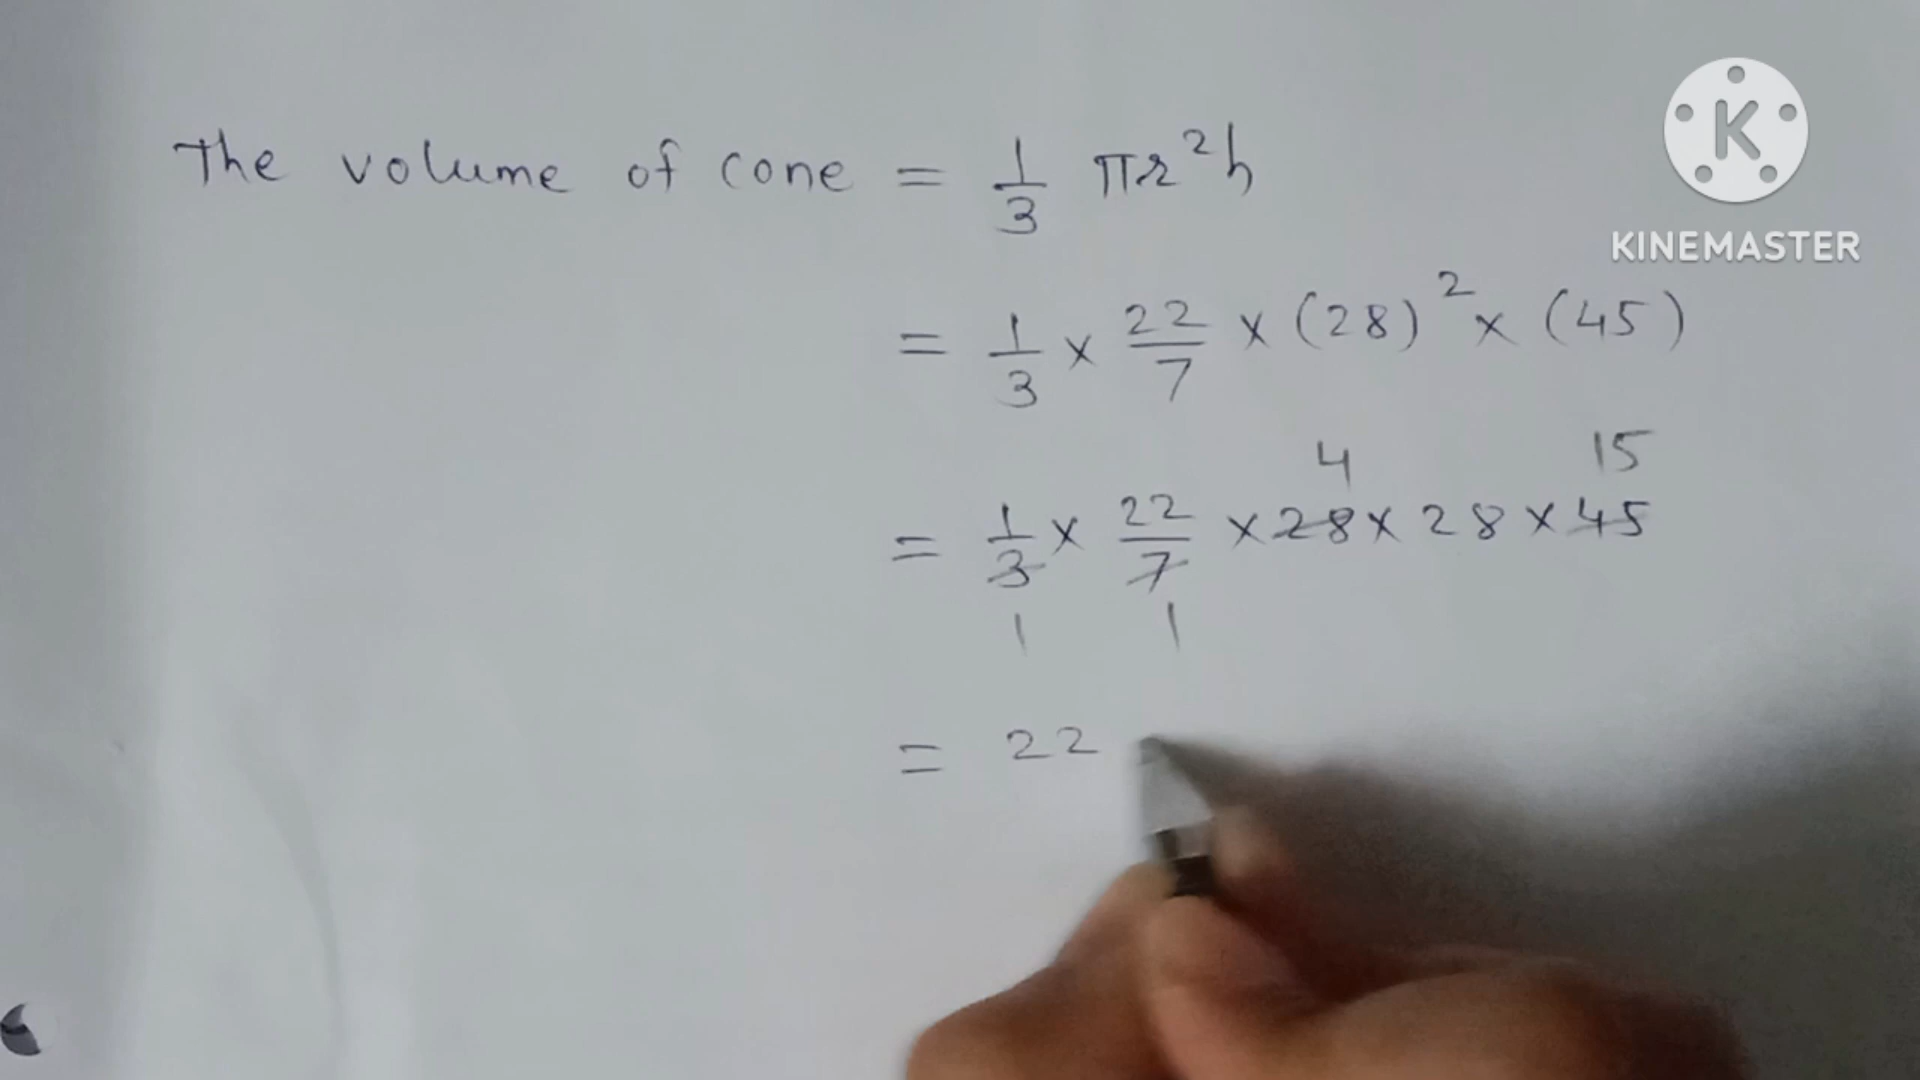 The volume of cone = 1/3 πr²h
K
KINEMASTER
= 1/3 × 22/7 × (28)² × (45)
4 15
= 1/3 × 22/7 × 28 × 28 × 45
1 1
= 22